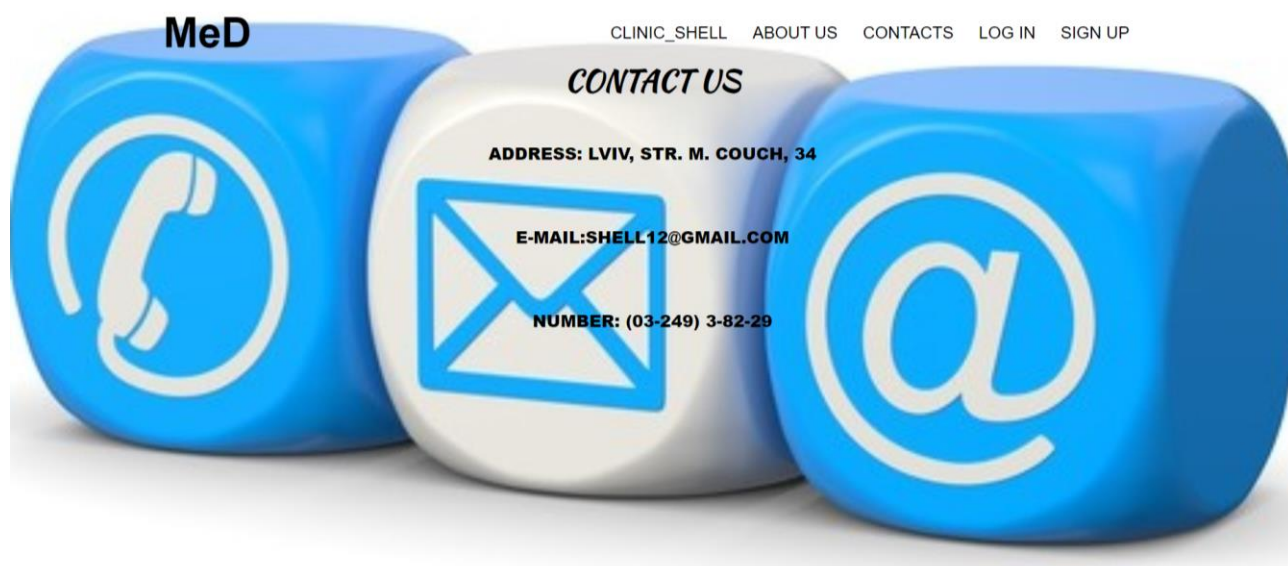 MeD
CLINIC_SHELL ABOUT US CONTACTS LOG IN SIGN UP
CONTACT US
ADDRESS: LVIV, STR. M. COUCH, 34
E-MAIL:SHELL12@GMAIL.COM
NUMBER: (03-249) 3-82-29
@